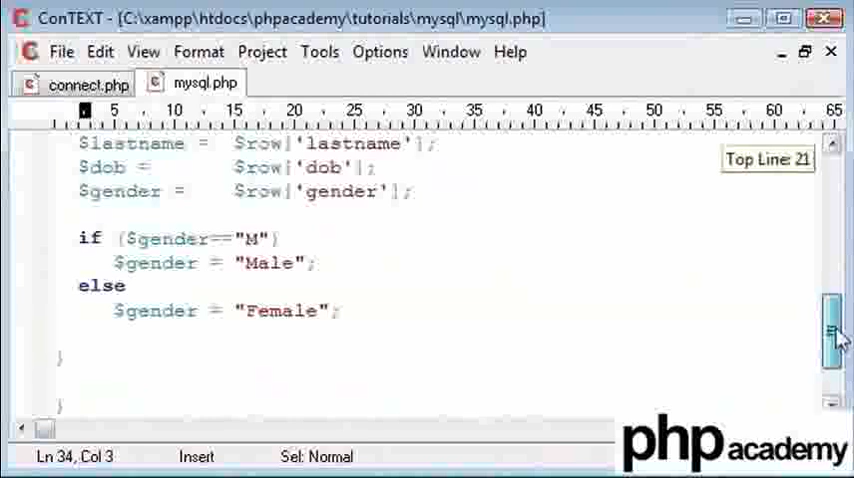 ConTEXT - [C:\xampp\htdocs\phpacademy\tutorials\mysql\mysql.php]
File Edit View Format Project Tools Options Window Help
connect.php mysql.php
5 10 15 20 25 30 35 40 45 50 55 60 65
$lastname = $row['lastname'];
Top Line: 21
$dob = $row['dob'];
$gender = $row['gender'];
if ($gender=="M")
$gender = "Male";
else
$gender = "Female";
}
}
php academy
Ln 34, Col 3 Insert Sel: Normal